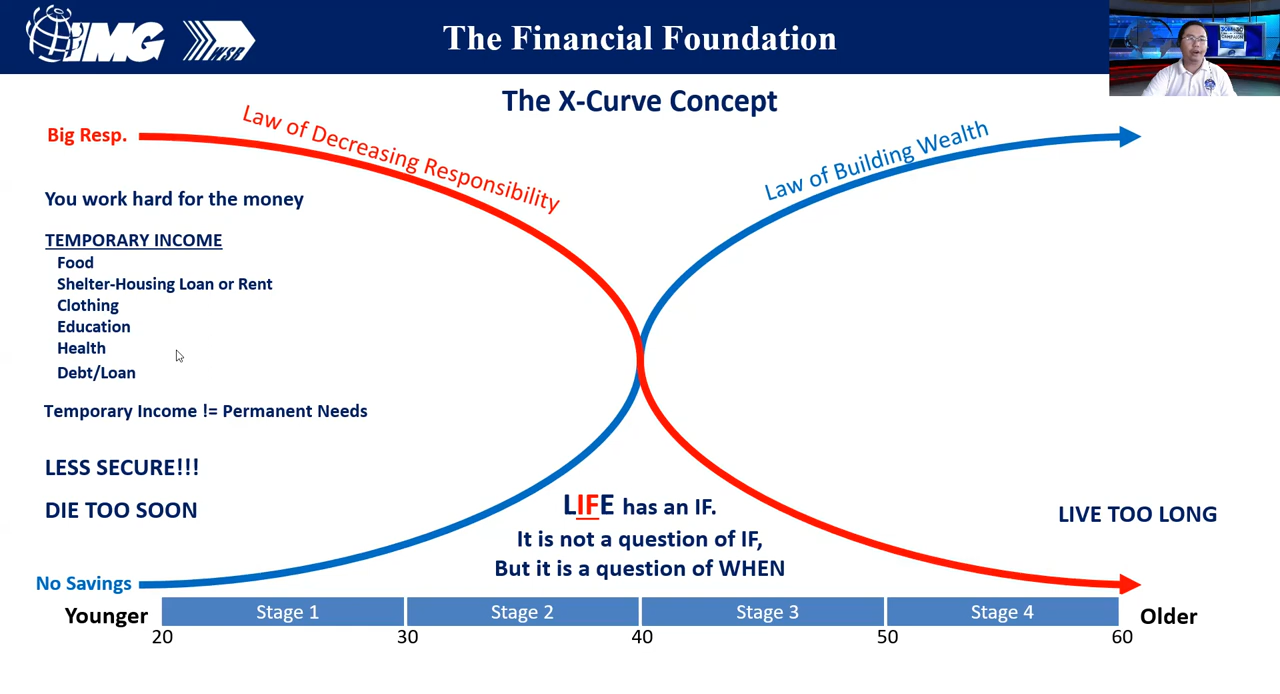 IMG
WSB
The Financial Foundation
The X-Curve Concept
Big Resp.
Law of Decreasing Responsibility
Law of Building Wealth
You work hard for the money
TEMPORARY INCOME
Food
Shelter-Housing Loan or Rent
Clothing
Education
Health
Debt/Loan
Temporary Income != Permanent Needs
LESS SECURE!!!
DIE TOO SOON
LIFE has an IF.
It is not a question of IF,
But it is a question of WHEN
LIVE TOO LONG
No Savings
Younger
Stage 1
Stage 2
Stage 3
Stage 4
Older
20
30
40
50
60